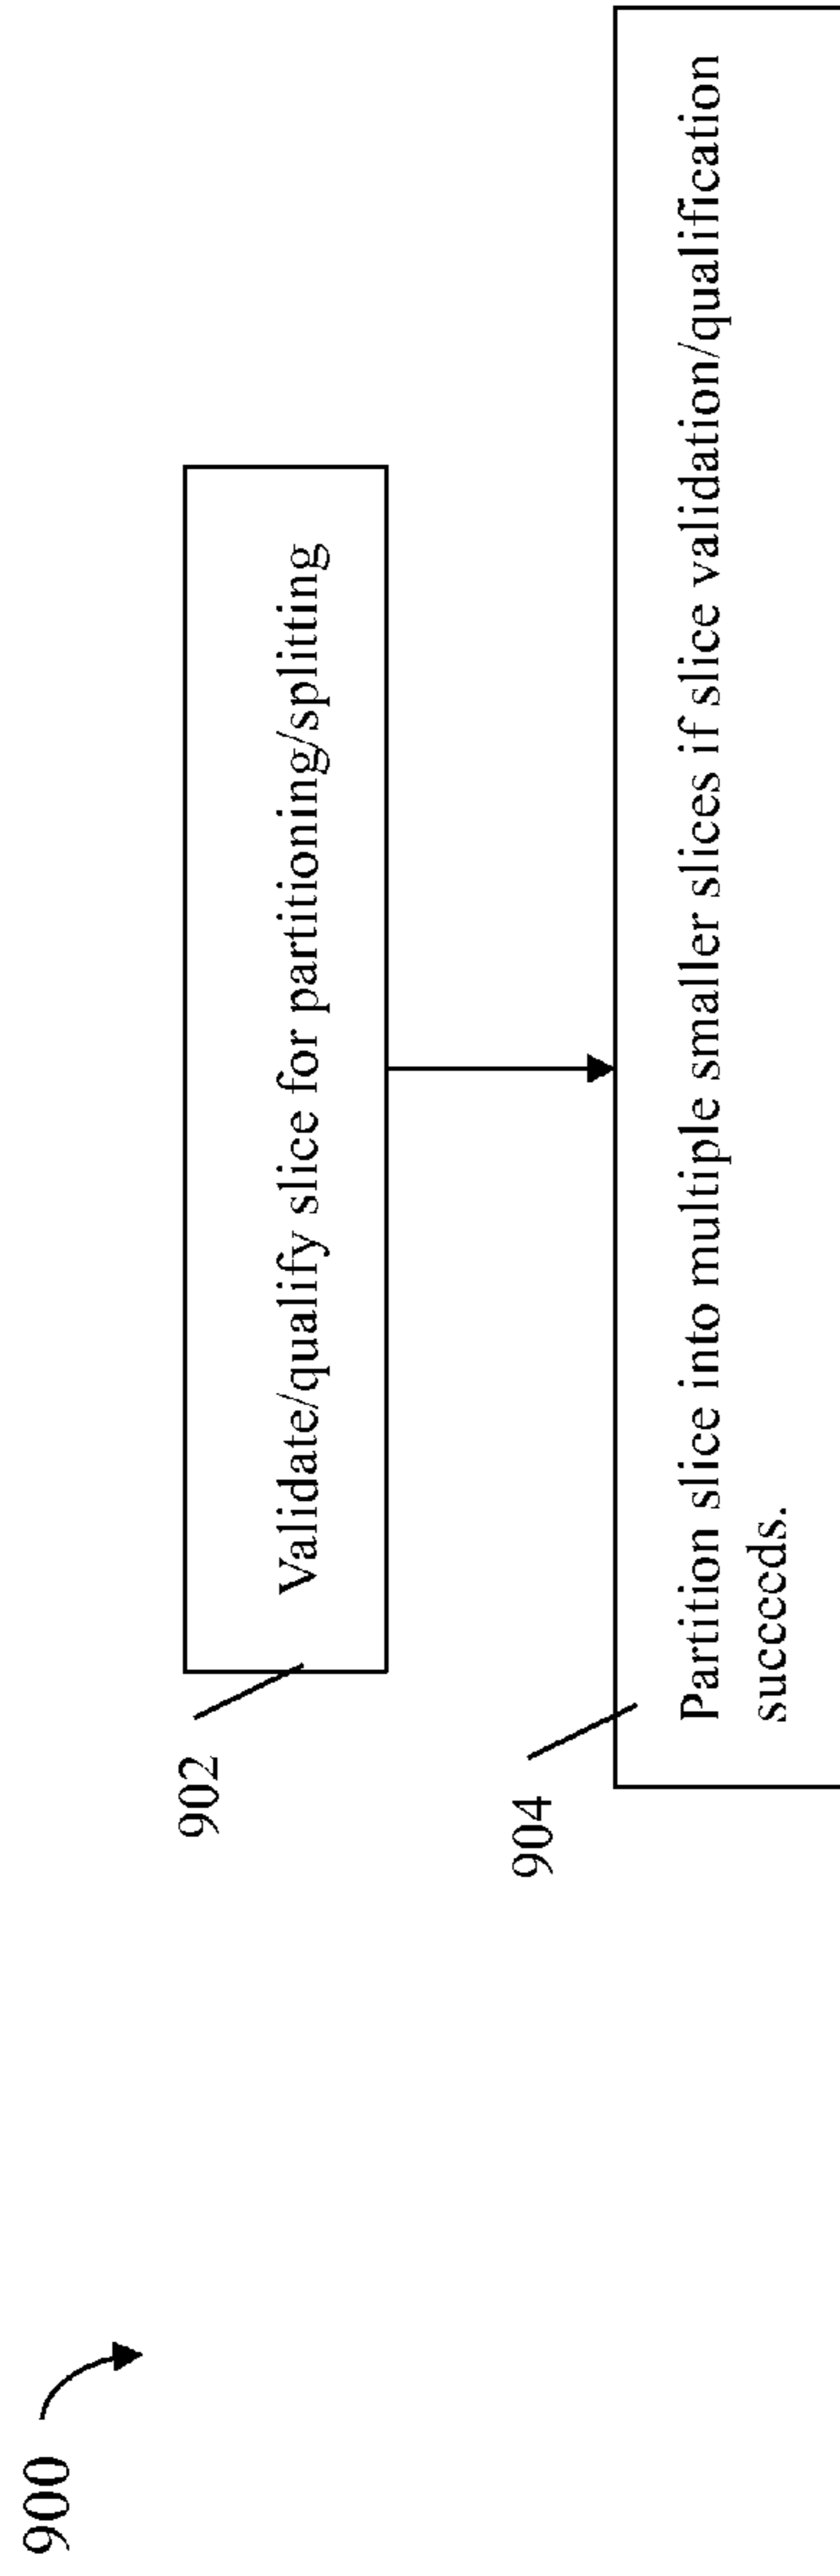 900
902
Validate/qualify slice for partitioning/splitting
904
Partition slice into multiple smaller slices if slice validation/qualification
succeeds.